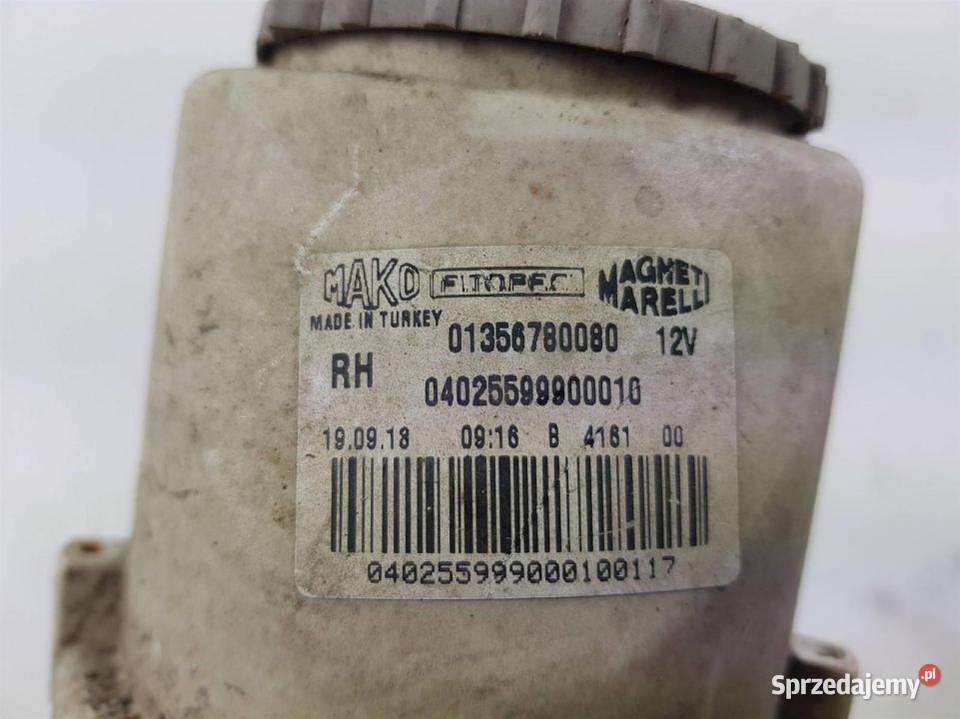 MAKO FITOPEC MAGNETI MARELLI
MADE IN TURKEY
01356780080 12V
RH
04025599900010
19.09.18 09:16 B 4161 00
040255999000100117
Sprzedajemy.pl